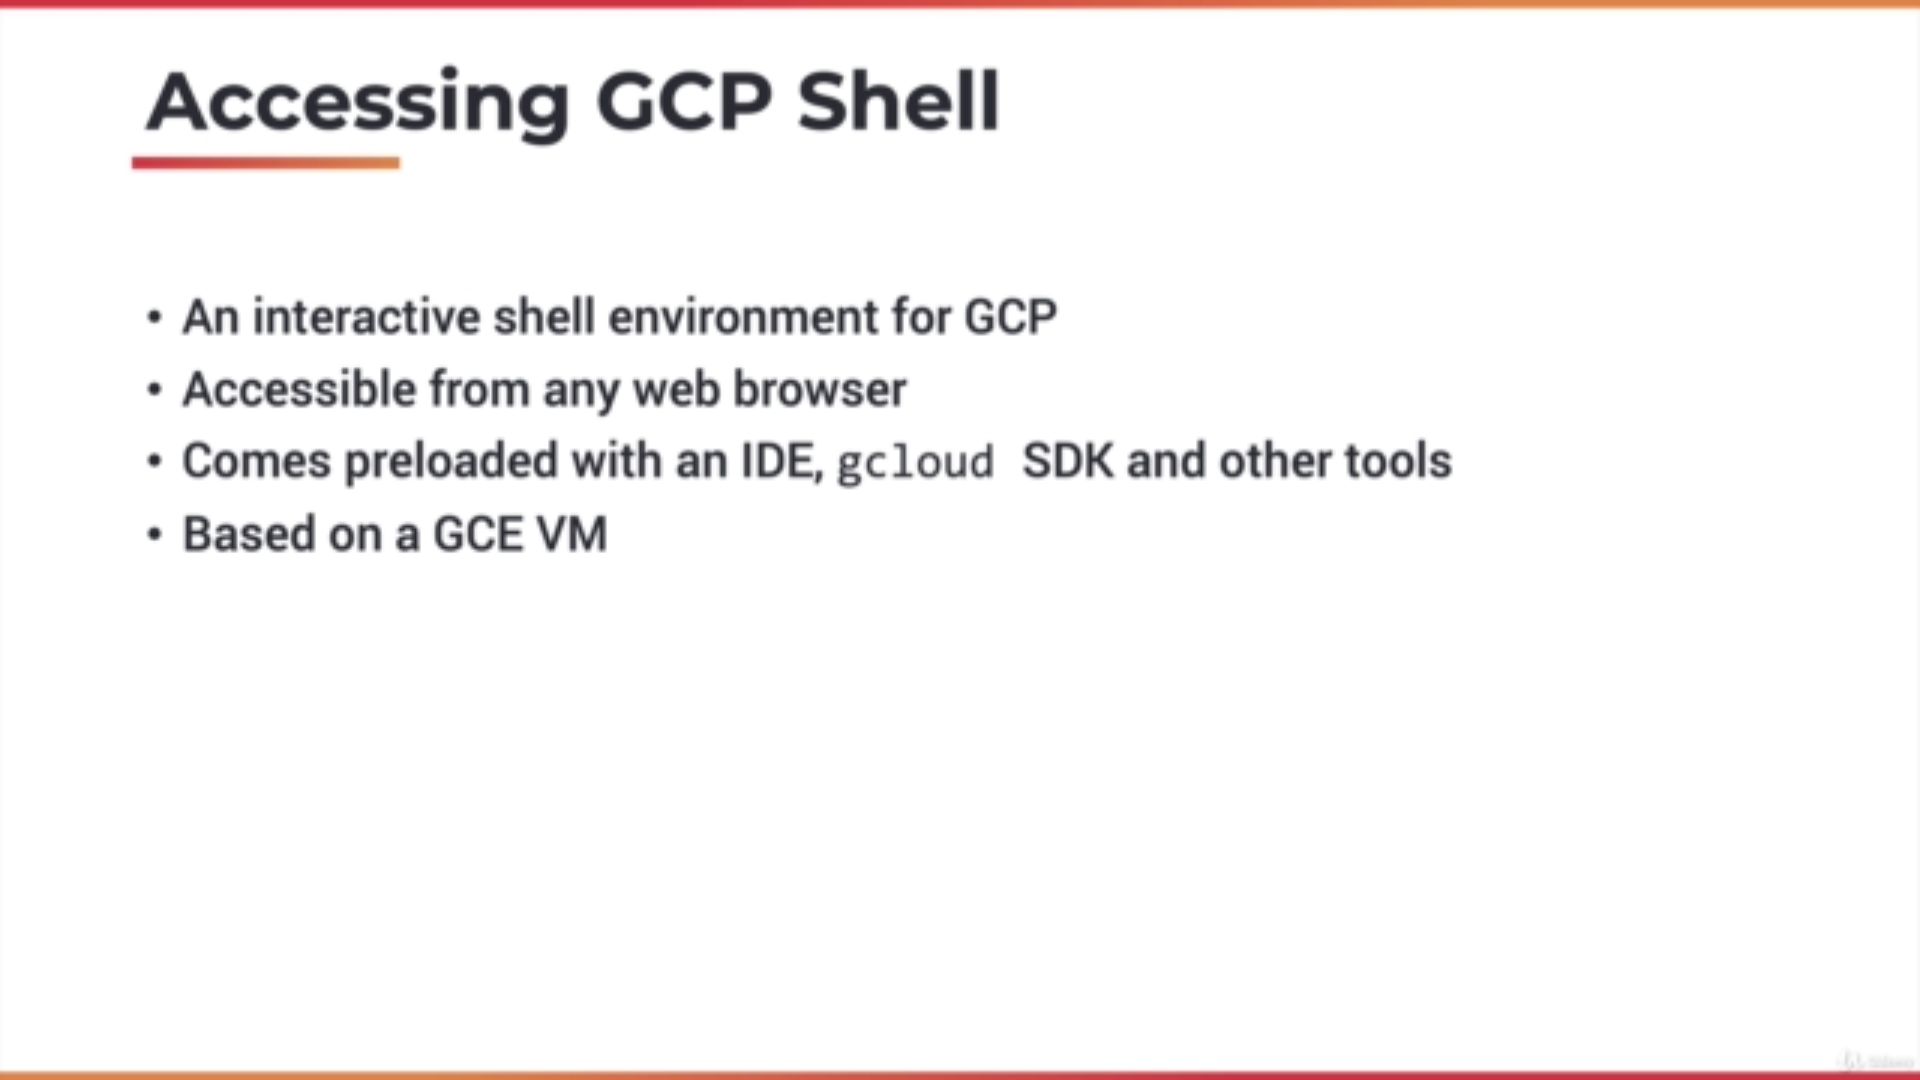 Accessing GCP Shell
• An interactive shell environment for GCP
• Accessible from any web browser
• Comes preloaded with an IDE, gcloud SDK and other tools
• Based on a GCE VM